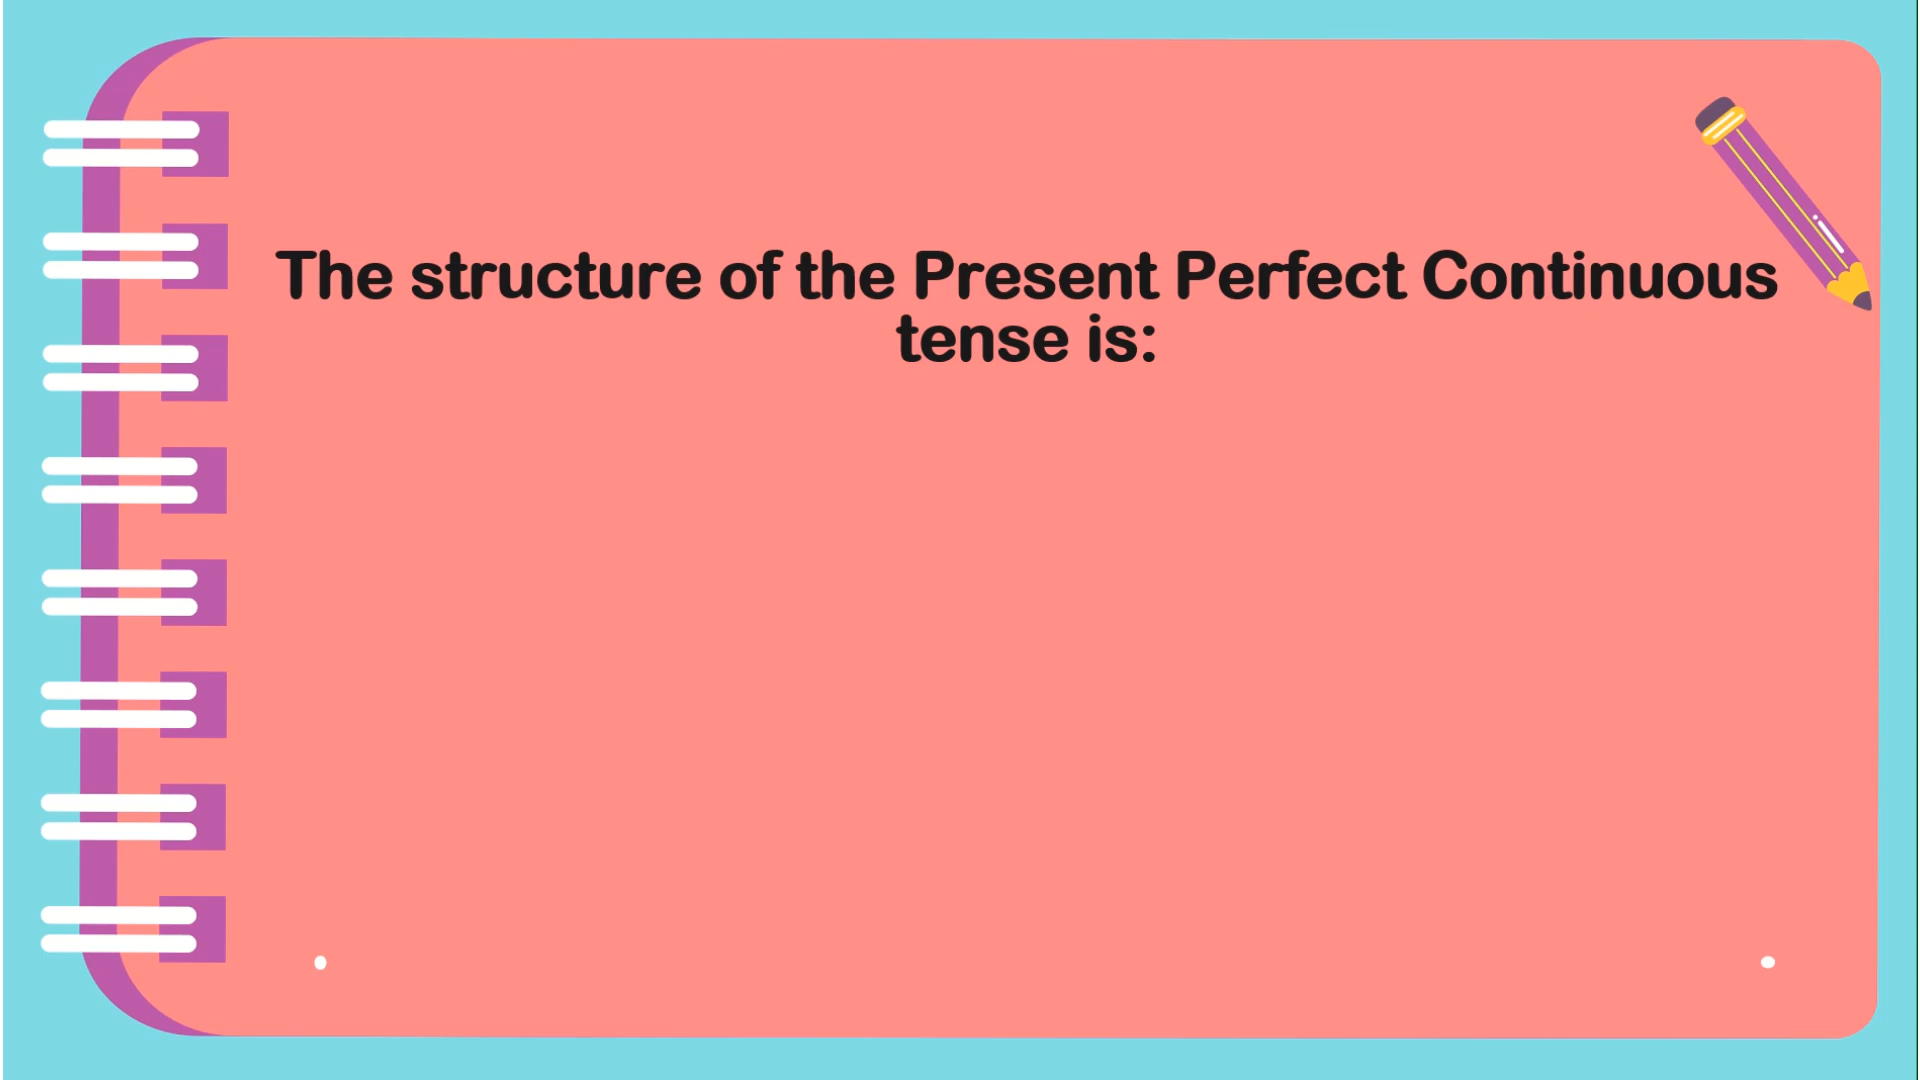 The structure of the Present Perfect Continuous
tense is: